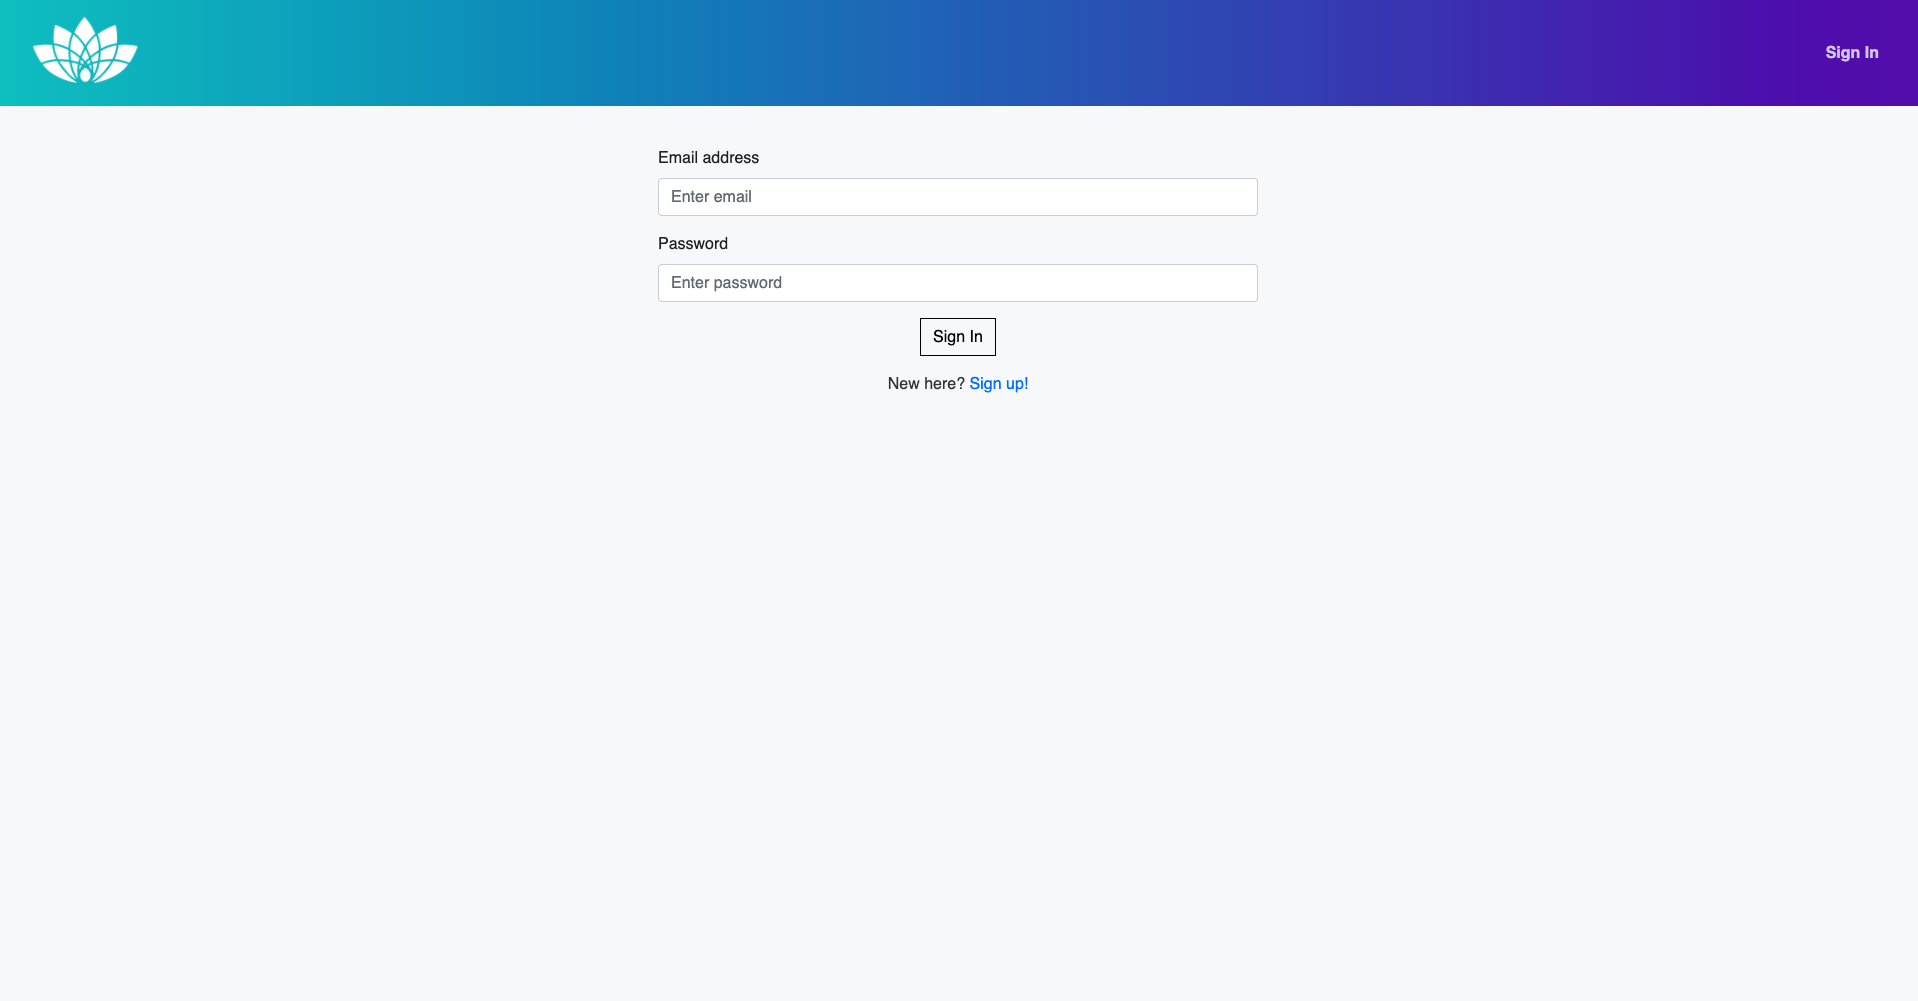 Sign In
Email address
Enter email
Password
Enter password
Sign In
New here? Sign up!